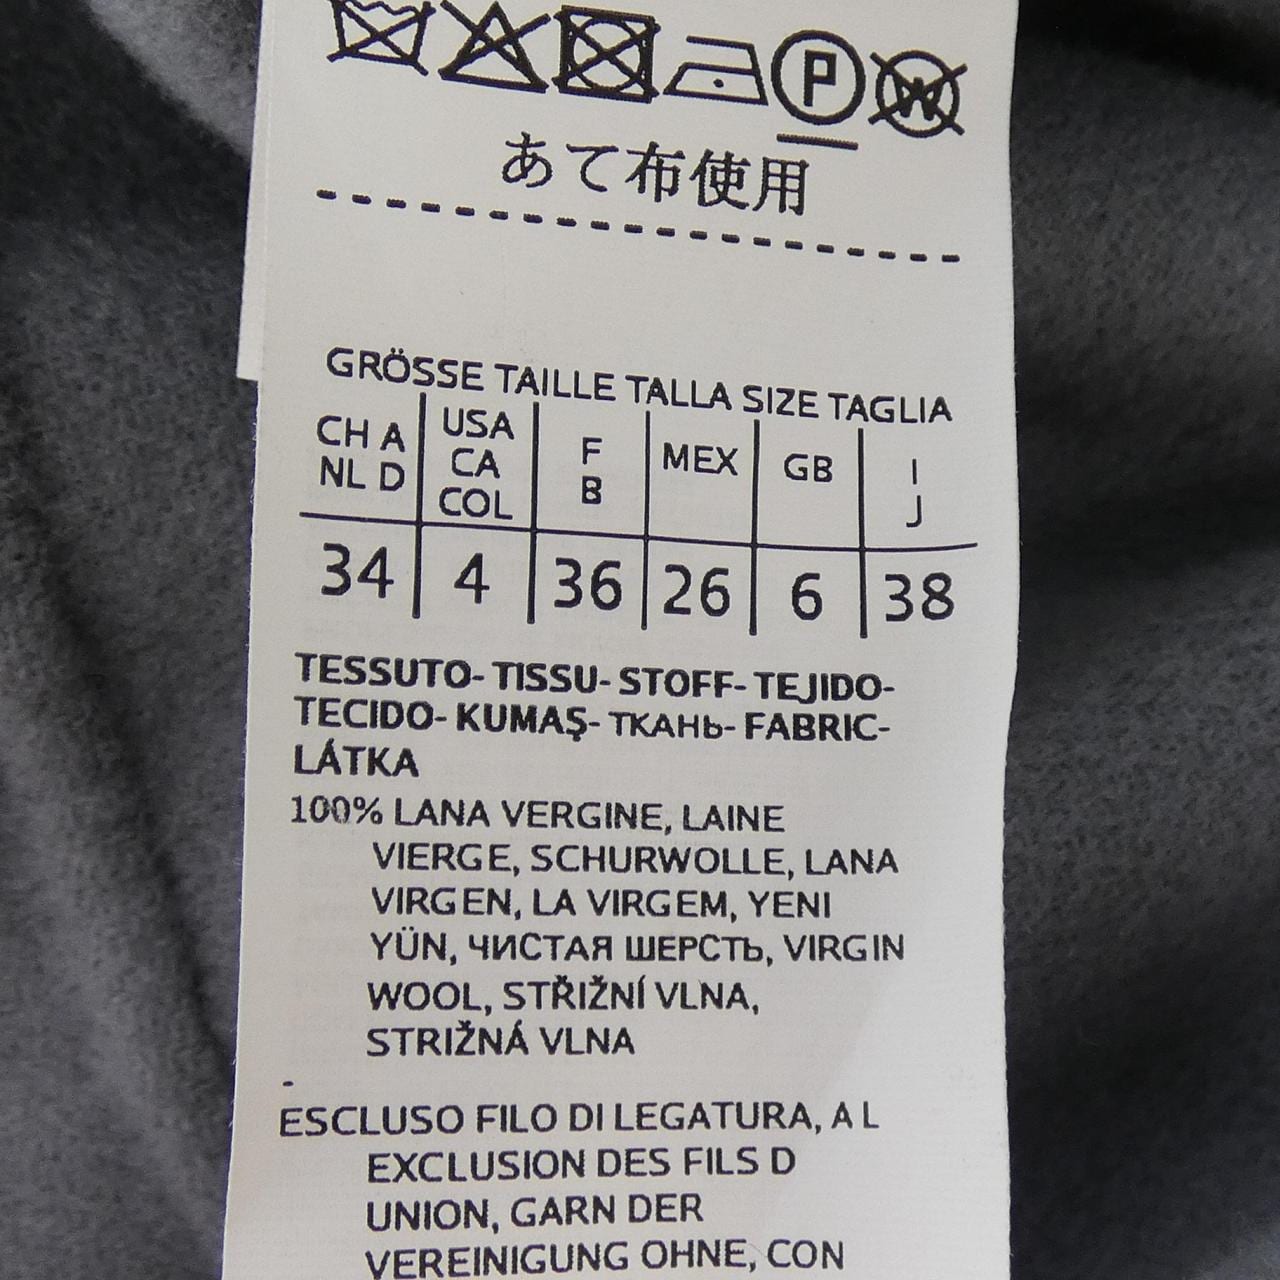 P W
あて布使用
GRÖSSE TAILLE TALLA SIZE TAGLIA
CH A NL D | USA CA COL | F B | MEX | GB | I J
34 | 4 | 36 | 26 | 6 | 38
TESSUTO- TISSU- STOFF- TEJIDO-
TECIDO- KUMAŞ- ТКАНЬ- FABRIC-
LÁTKA
100% LANA VERGINE, LAINE
VIERGE, SCHURWOLLE, LANA
VIRGEN, LA VIRGEM, YENI
YÜN, ЧИСТАЯ ШЕРСТЬ, VIRGIN
WOOL, STŘIŽNÍ VLNA,
STRIŽNÁ VLNA
-
ESCLUSO FILO DI LEGATURA, A L
EXCLUSION DES FILS D
UNION, GARN DER
VEREINIGUNG OHNE, CON